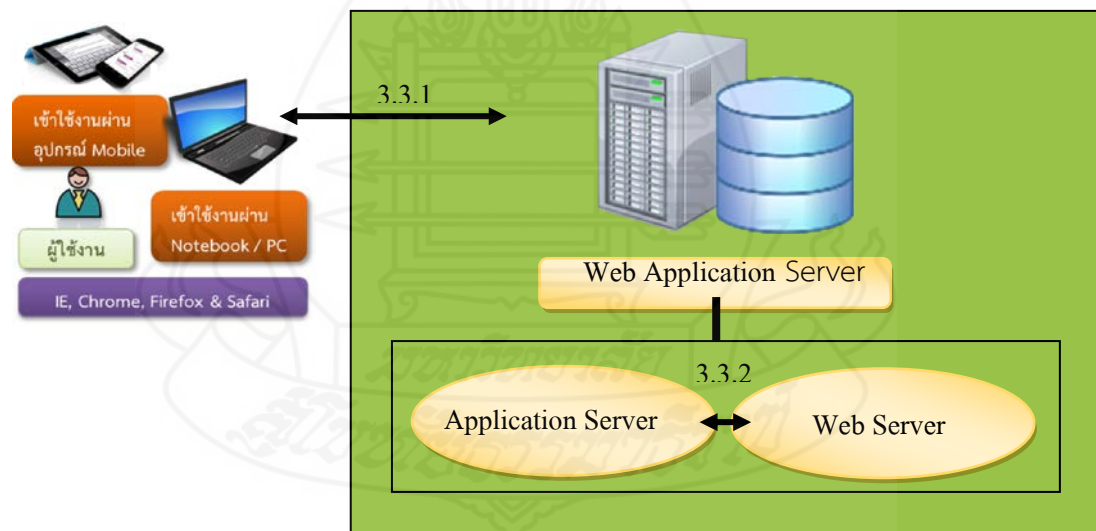 3.3.1
เข้าใช้งานผ่าน
อุปกรณ์ Mobile
เข้าใช้งานผ่าน
Notebook / PC
ผู้ใช้งาน
IE, Chrome, Firefox & Safari
Web Application Server
3.3.2
Application Server
Web Server